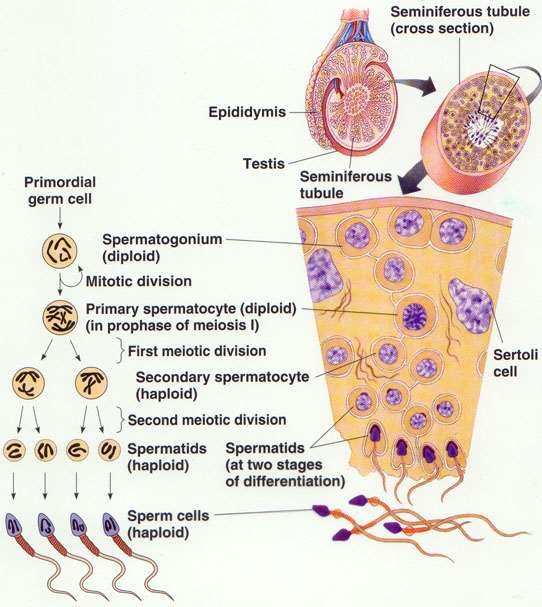 Seminiferous tubule
(cross section)
Epididymis
Testis
Seminiferous
tubule
Primordial
germ cell
Spermatogonium
(diploid)
Mitotic division
Primary spermatocyte (diploid)
(in prophase of meiosis I)
First meiotic division
Sertoli
cell
Secondary spermatocyte
(haploid)
Second meiotic division
Spermatids
(haploid)
Spermatids
(at two stages
of differentiation)
Sperm cells
(haploid)